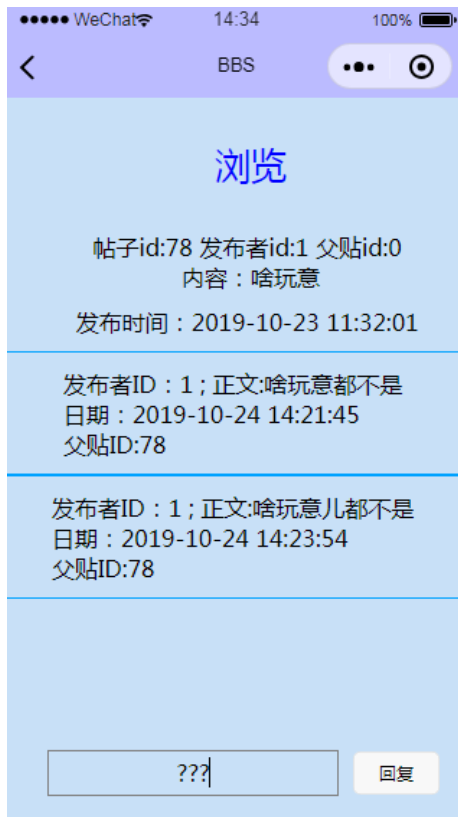 WeChat 14:34 100%
BBS
浏览
帖子id:78 发布者id:1 父贴id:0
内容：啥玩意
发布时间：2019-10-23 11:32:01
发布者ID：1 ; 正文:啥玩意都不是
日期：2019-10-24 14:21:45
父贴ID:78
发布者ID：1 ; 正文:啥玩意儿都不是
日期：2019-10-24 14:23:54
父贴ID:78
??? 回复